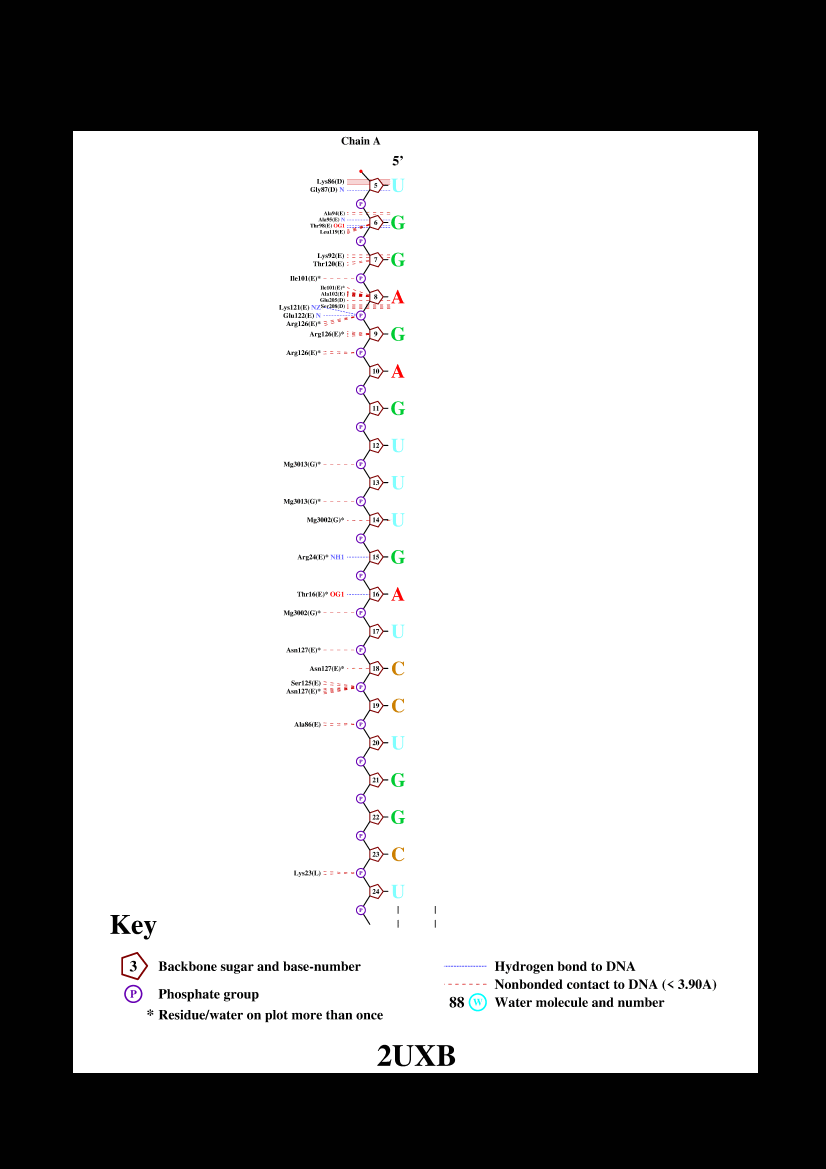 Chain A
5’
Lys86(D)
5 U
Gly87(D) N
P
Ala94(E)
Ala95(E) N
6 G
Thr98(E) OG1
Leu119(E)
P
Lys92(E)
7 G
Thr120(E)
Ile101(E)* P
Ile101(E)*
Ala102(E)
8 A
Glu205(D)
Ser208(D)
Lys121(E) NZ
Glu122(E) N P
Arg126(E)*
Arg126(E)* 9 G
Arg126(E)* P
10 A
P
11 G
P
12 U
Mg3013(G)* P
13 U
Mg3013(G)* P
Mg3002(G)* 14 U
P
Arg24(E)* NH1 15 G
P
Thr16(E)* OG1 16 A
Mg3002(G)* P
17 U
Asn127(E)* P
Asn127(E)* 18 C
Ser125(E)
P
Asn127(E)*
19 C
Ala86(E) P
20 U
P
21 G
P
22 G
P
23 C
Lys23(L) P
24 U
P
Key
3 Backbone sugar and base-number
P Phosphate group
* Residue/water on plot more than once
Hydrogen bond to DNA
Nonbonded contact to DNA (< 3.90A)
88 W Water molecule and number
2UXB